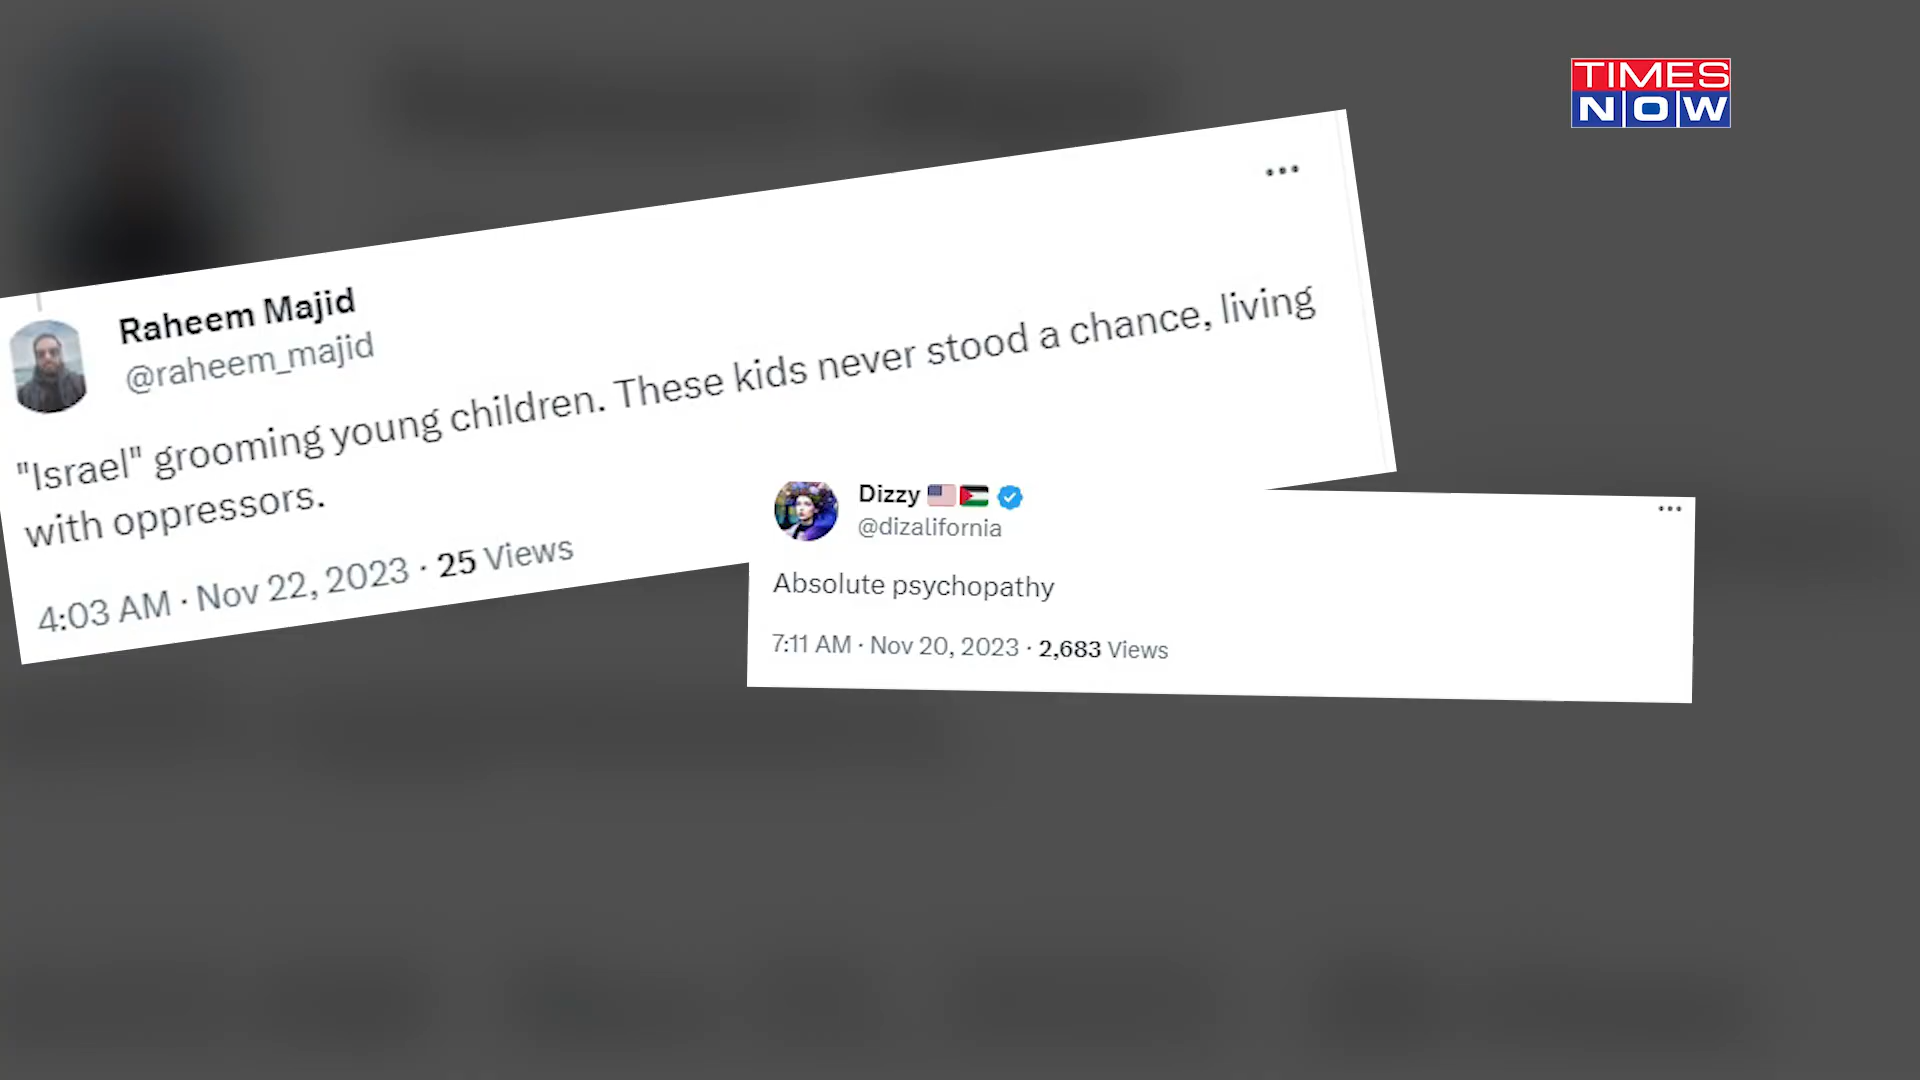 TIMES
NOW
Raheem Majid
@raheem_majid
"Israel" grooming young children. These kids never stood a chance, living
with oppressors.
4:03 AM · Nov 22, 2023 · 25 Views
Dizzy 🇺🇸🇵🇸
@dizalifornia
Absolute psychopathy
7:11 AM · Nov 20, 2023 · 2,683 Views